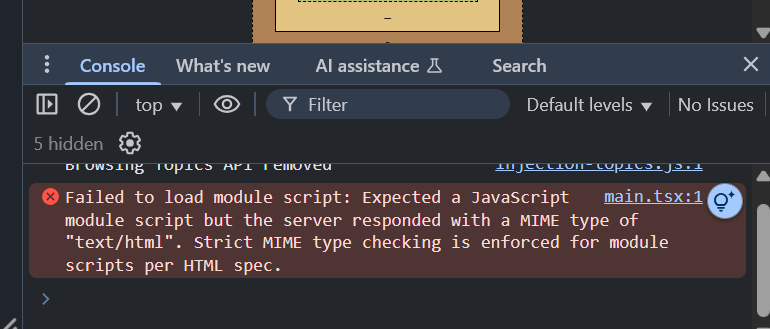 –
Console What's new AI assistance Search
top Filter Default levels No Issues
5 hidden
Browsing Topics API removed injection-topics.js:1
Failed to load module script: Expected a JavaScript main.tsx:1
module script but the server responded with a MIME type of
"text/html". Strict MIME type checking is enforced for module
scripts per HTML spec.